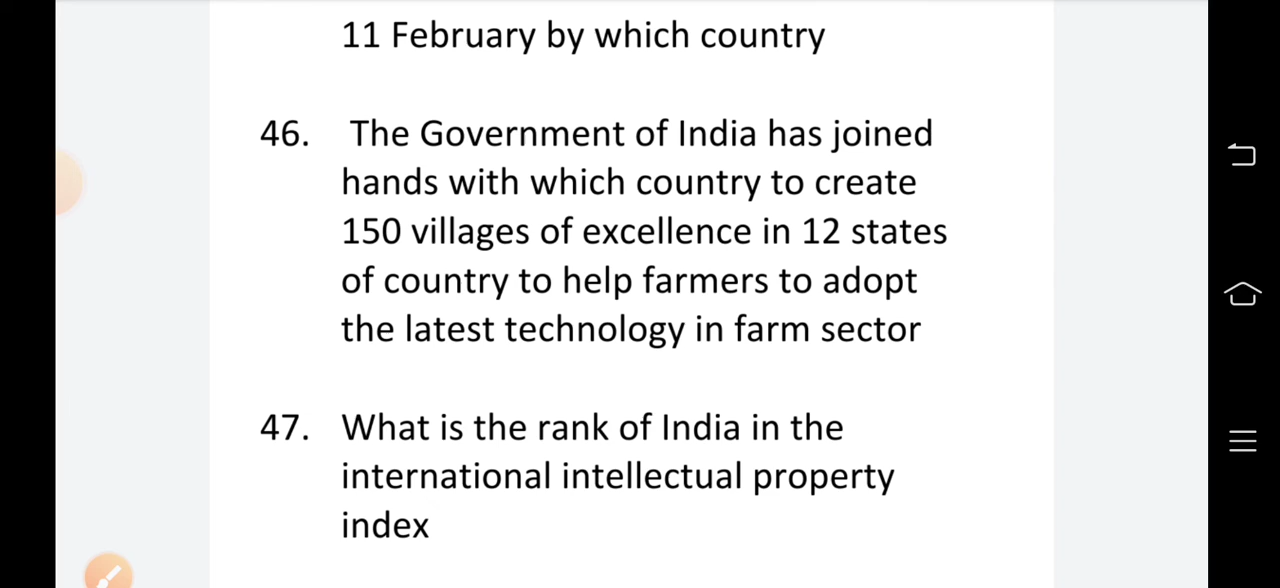 11 February by which country
46. The Government of India has joined
hands with which country to create
150 villages of excellence in 12 states
of country to help farmers to adopt
the latest technology in farm sector
47. What is the rank of India in the
international intellectual property
index